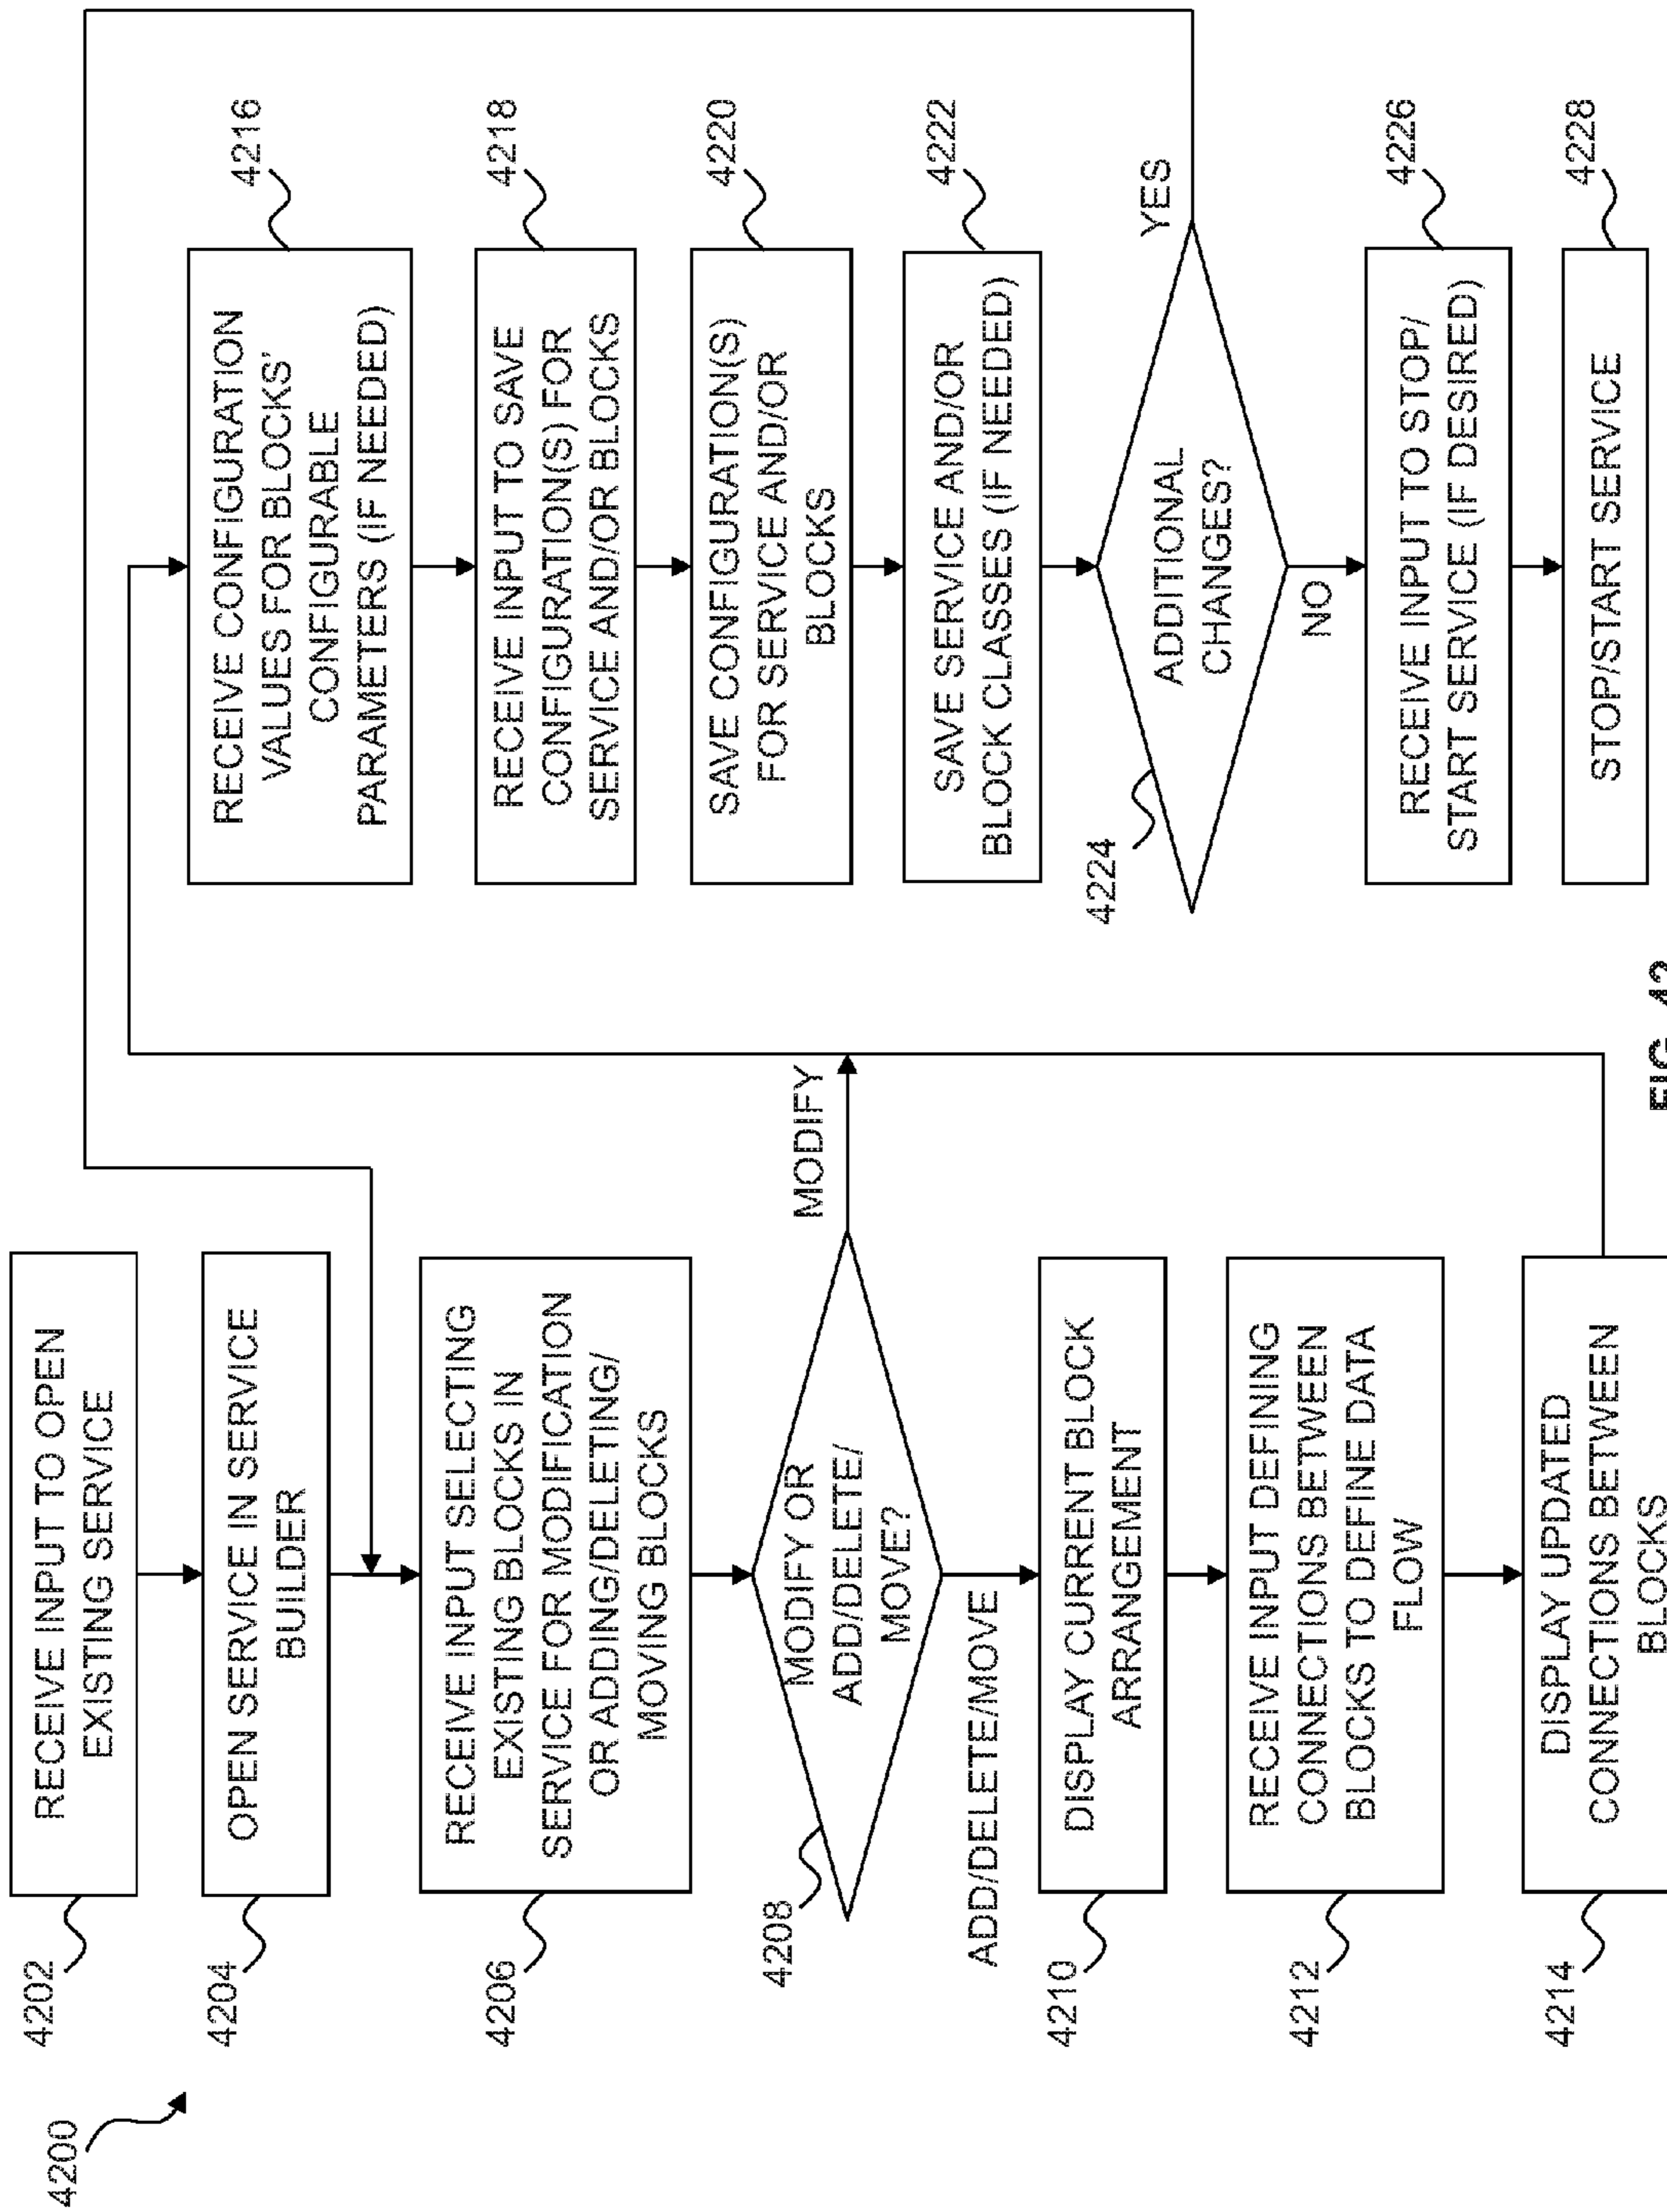 4200
4202
RECEIVE INPUT TO OPEN
EXISTING SERVICE
4204
OPEN SERVICE IN SERVICE
BUILDER
4206
RECEIVE INPUT SELECTING
EXISTING BLOCKS IN
SERVICE FOR MODIFICATION
OR ADDING/DELETING/
MOVING BLOCKS
4208
MODIFY OR
ADD/DELETE/
MOVE?
MODIFY
ADD/DELETE/MOVE
4210
DISPLAY CURRENT BLOCK
ARRANGEMENT
4212
RECEIVE INPUT DEFINING
CONNECTIONS BETWEEN
BLOCKS TO DEFINE DATA
FLOW
4214
DISPLAY UPDATED
CONNECTIONS BETWEEN
BLOCKS
RECEIVE CONFIGURATION
VALUES FOR BLOCKS'
CONFIGURABLE
PARAMETERS (IF NEEDED)
4216
RECEIVE INPUT TO SAVE
CONFIGURATION(S) FOR
SERVICE AND/OR BLOCKS
4218
SAVE CONFIGURATION(S)
FOR SERVICE AND/OR
BLOCKS
4220
SAVE SERVICE AND/OR
BLOCK CLASSES (IF NEEDED)
4222
4224
ADDITIONAL
CHANGES?
YES
NO
RECEIVE INPUT TO STOP/
START SERVICE (IF DESIRED)
4226
STOP/START SERVICE
4228
FIG. 42